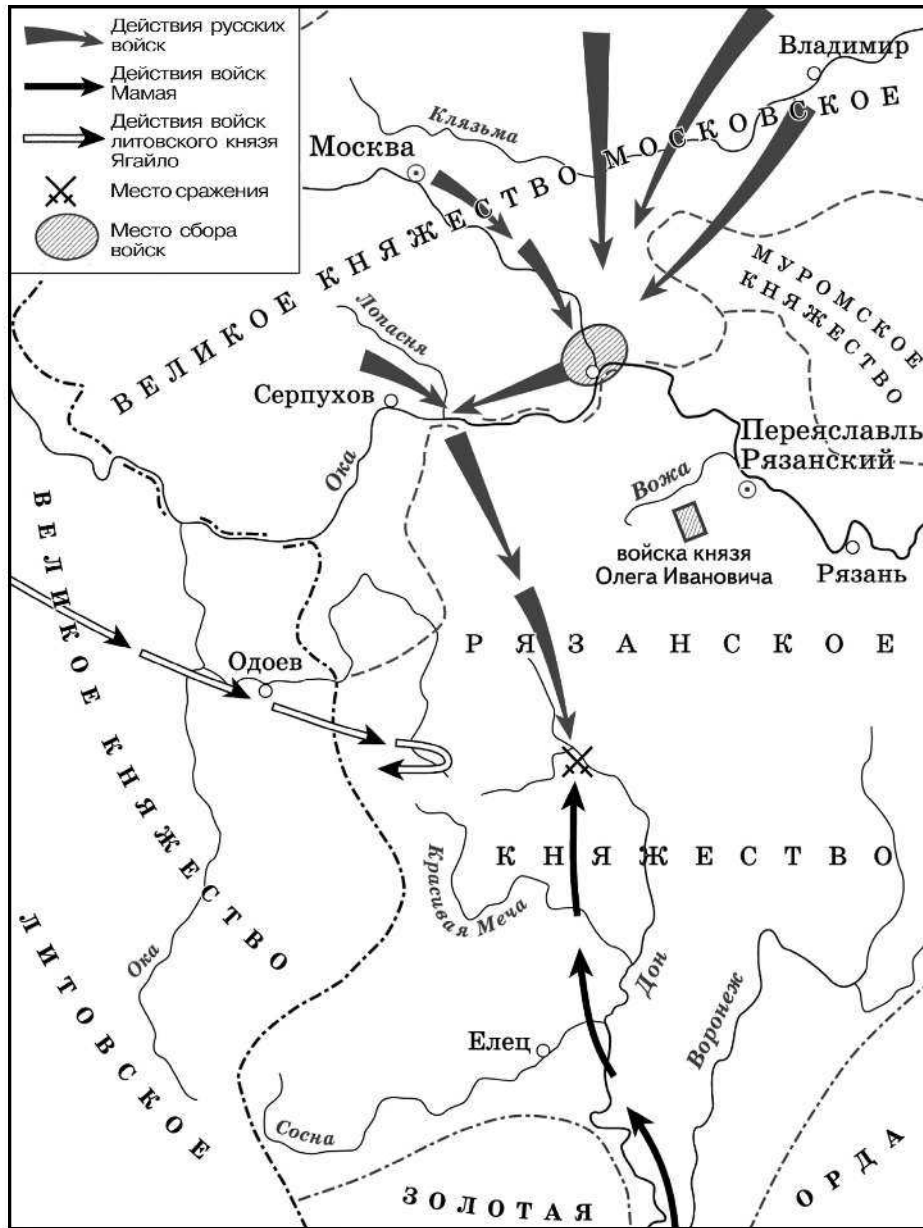 Действия русских
войск
Действия войск
Мамая
Действия войск
литовского князя
Ягайло
Место сражения
Место сбора
войск
Владимир
Клязьма
Москва
ВЕЛИКОЕ КНЯЖЕСТВО МОСКОВСКОЕ
МУРОМСКОЕ
КНЯЖЕСТВО
Лопасня
Серпухов
Ока
Переяславль
Рязанский
Вожа
войска князя
Олега Ивановича
Рязань
РЯЗАНСКОЕ
КНЯЖЕСТВО
Одоев
ВЕЛИКОЕ КНЯЖЕСТВО
ЛИТОВСКОЕ
Красивая Меча
Ока
Дон
Воронеж
Елец
Сосна
ЗОЛОТАЯ
ОРДА